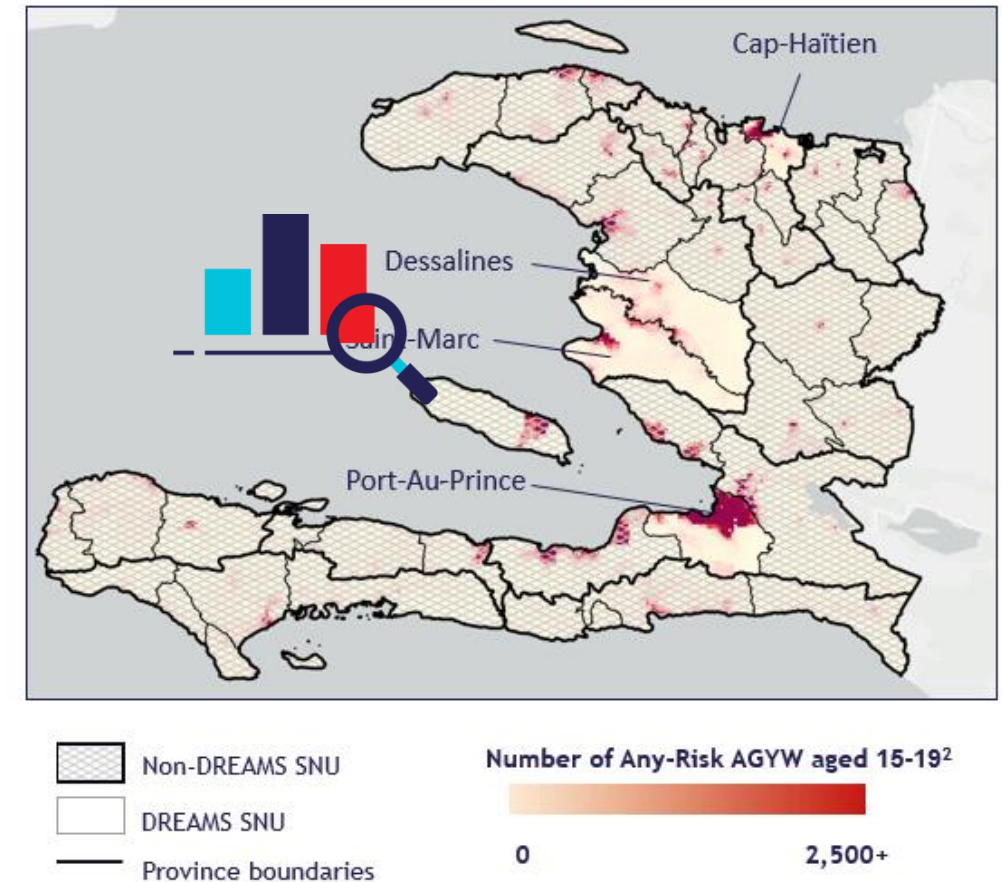 Cap-Haïtien
Dessalines
Saint-Marc
Port-Au-Prince
Non-DREAMS SNU
DREAMS SNU
Province boundaries
Number of Any-Risk AGYW aged 15-19²
0 2,500+